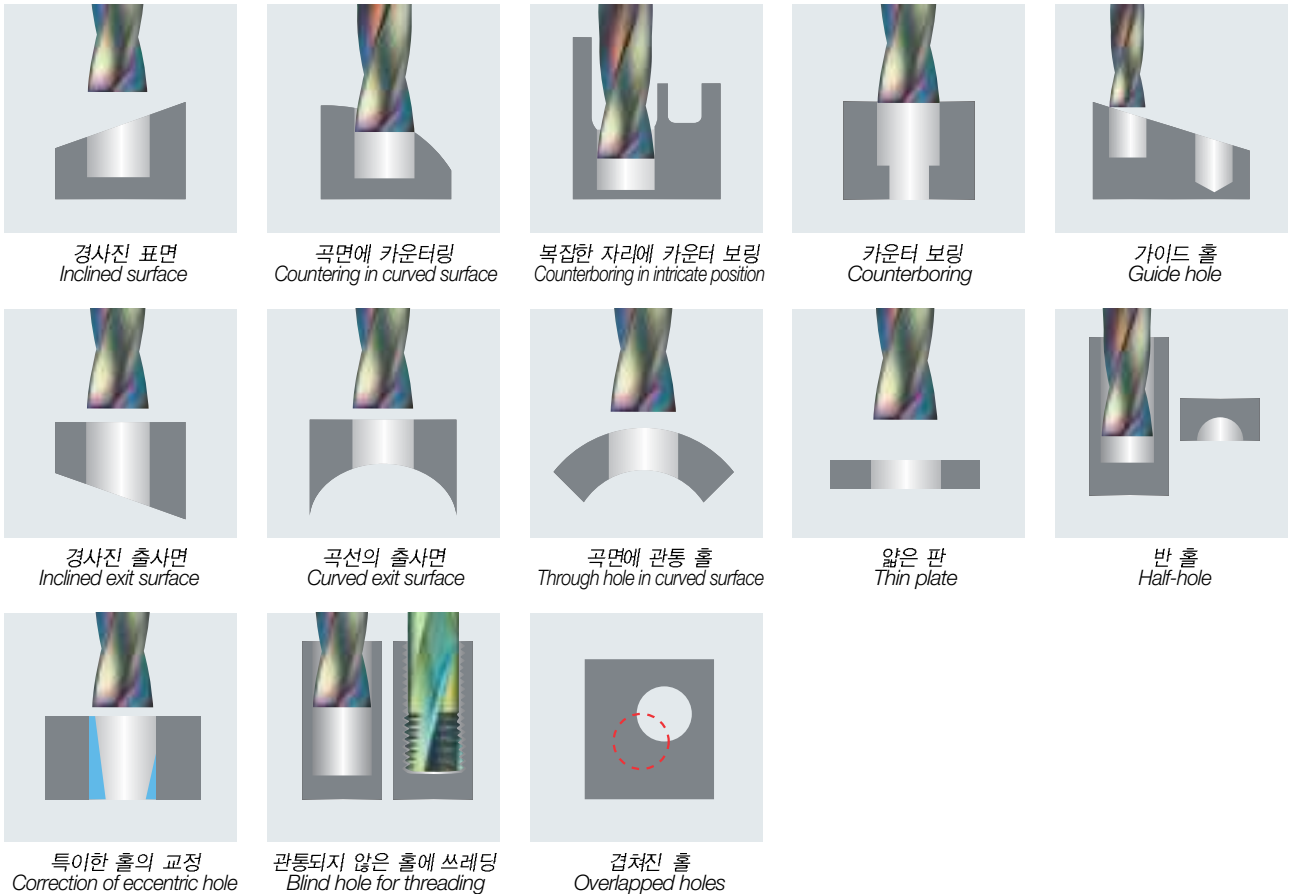 경사진 표면
Inclined surface
곡면에 카운터링
Countering in curved surface
복잡한 자리에 카운터 보링
Counterboring in intricate position
카운터 보링
Counterboring
가이드 홀
Guide hole
경사진 출사면
Inclined exit surface
곡선의 출사면
Curved exit surface
곡면에 관통 홀
Through hole in curved surface
얇은 판
Thin plate
반 홀
Half-hole
특이한 홀의 교정
Correction of eccentric hole
관통되지 않은 홀에 쓰레딩
Blind hole for threading
겹쳐진 홀
Overlapped holes